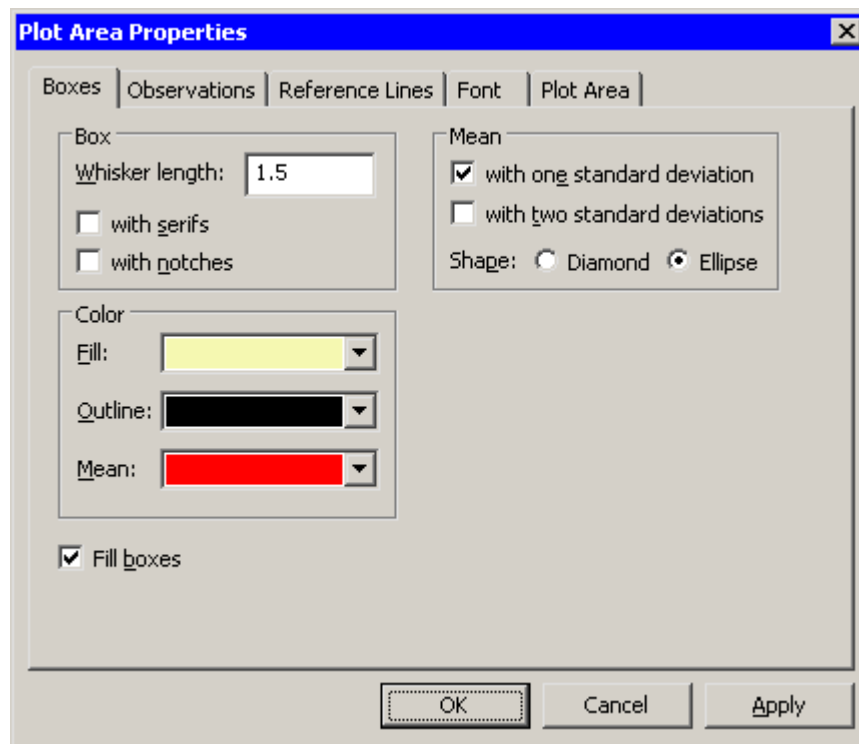 Plot Area Properties
Boxes Observations Reference Lines Font Plot Area
Box
Whisker length: 1.5
with serifs
with notches
Mean
with one standard deviation
with two standard deviations
Shape: Diamond Ellipse
Color
Fill:
Outline:
Mean:
Fill boxes
OK Cancel Apply